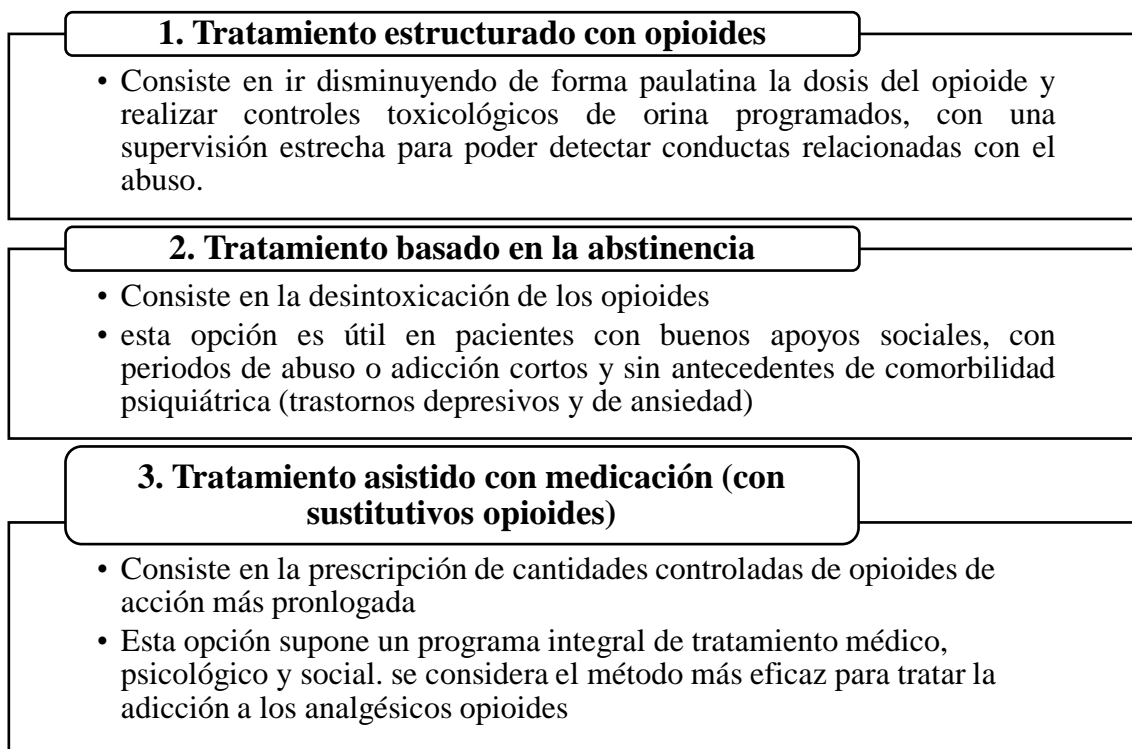 1. Tratamiento estructurado con opioides
• Consiste en ir disminuyendo de forma paulatina la dosis del opioide y
realizar controles toxicológicos de orina programados, con una
supervisión estrecha para poder detectar conductas relacionadas con el
abuso.
2. Tratamiento basado en la abstinencia
• Consiste en la desintoxicación de los opioides
• esta opción es útil en pacientes con buenos apoyos sociales, con
periodos de abuso o adicción cortos y sin antecedentes de comorbilidad
psiquiátrica (trastornos depresivos y de ansiedad)
3. Tratamiento asistido con medicación (con
sustitutivos opioides)
• Consiste en la prescripción de cantidades controladas de opioides de
acción más pronlogada
• Esta opción supone un programa integral de tratamiento médico,
psicológico y social. se considera el método más eficaz para tratar la
adicción a los analgésicos opioides